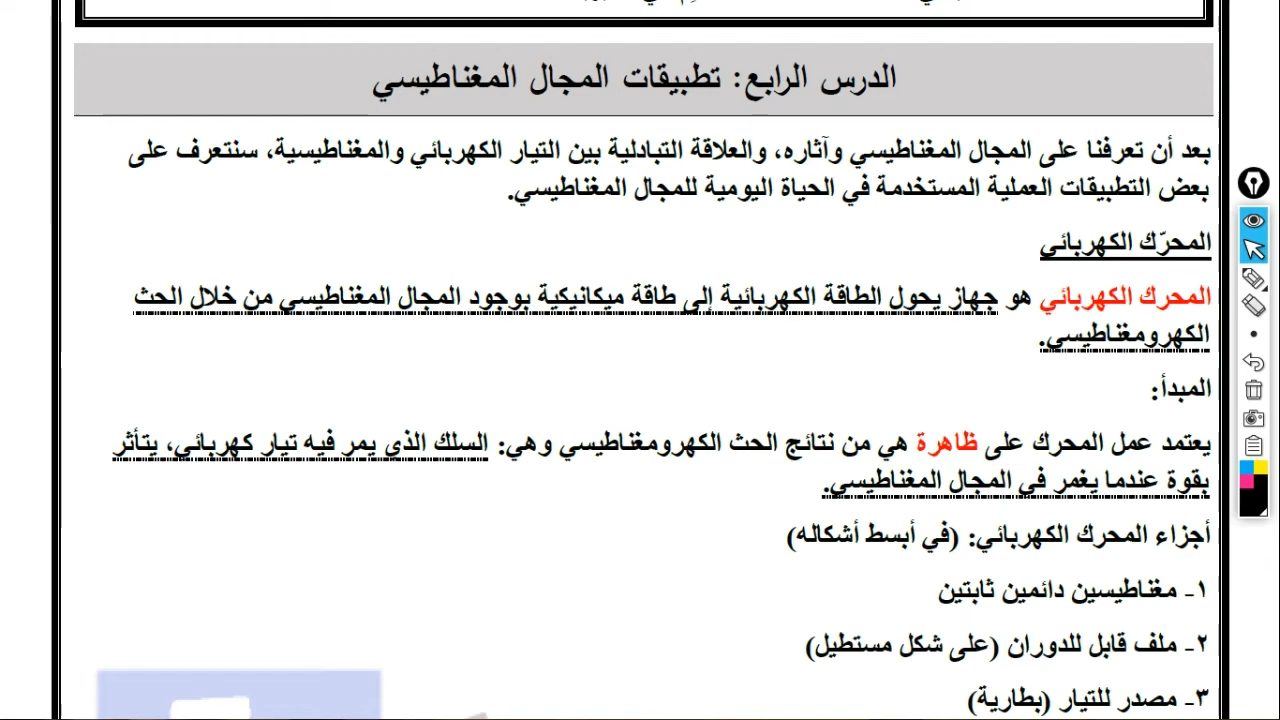 الدرس الرابع: تطبيقات المجال المغناطيسي
بعد أن تعرفنا على المجال المغناطيسي وآثاره، والعلاقة التبادلية بين التيار الكهربائي والمغناطيسية، سنتعرف على
بعض التطبيقات العملية المستخدمة في الحياة اليومية للمجال المغناطيسي.
المحرّك الكهربائي
المحرك الكهربائي هو جهاز يحول الطاقة الكهربائية إلى طاقة ميكانيكية بوجود المجال المغناطيسي من خلال الحث
الكهرومغناطيسي.
المبدأ:
يعتمد عمل المحرك على ظاهرة هي من نتائج الحث الكهرومغناطيسي وهي: السلك الذي يمر فيه تيار كهربائي، يتأثر
بقوة عندما يغمر في المجال المغناطيسي.
أجزاء المحرك الكهربائي: (في أبسط أشكاله)
١- مغناطيسين دائمين ثابتين
٢- ملف قابل للدوران (على شكل مستطيل)
٣- مصدر للتيار (بطارية)